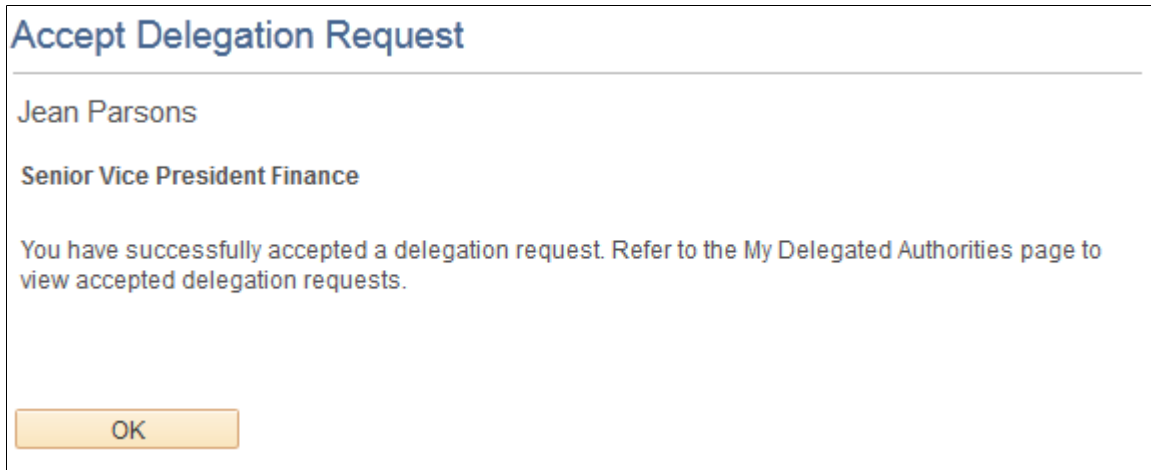 Accept Delegation Request
Jean Parsons
Senior Vice President Finance
You have successfully accepted a delegation request. Refer to the My Delegated Authorities page to
view accepted delegation requests.
OK